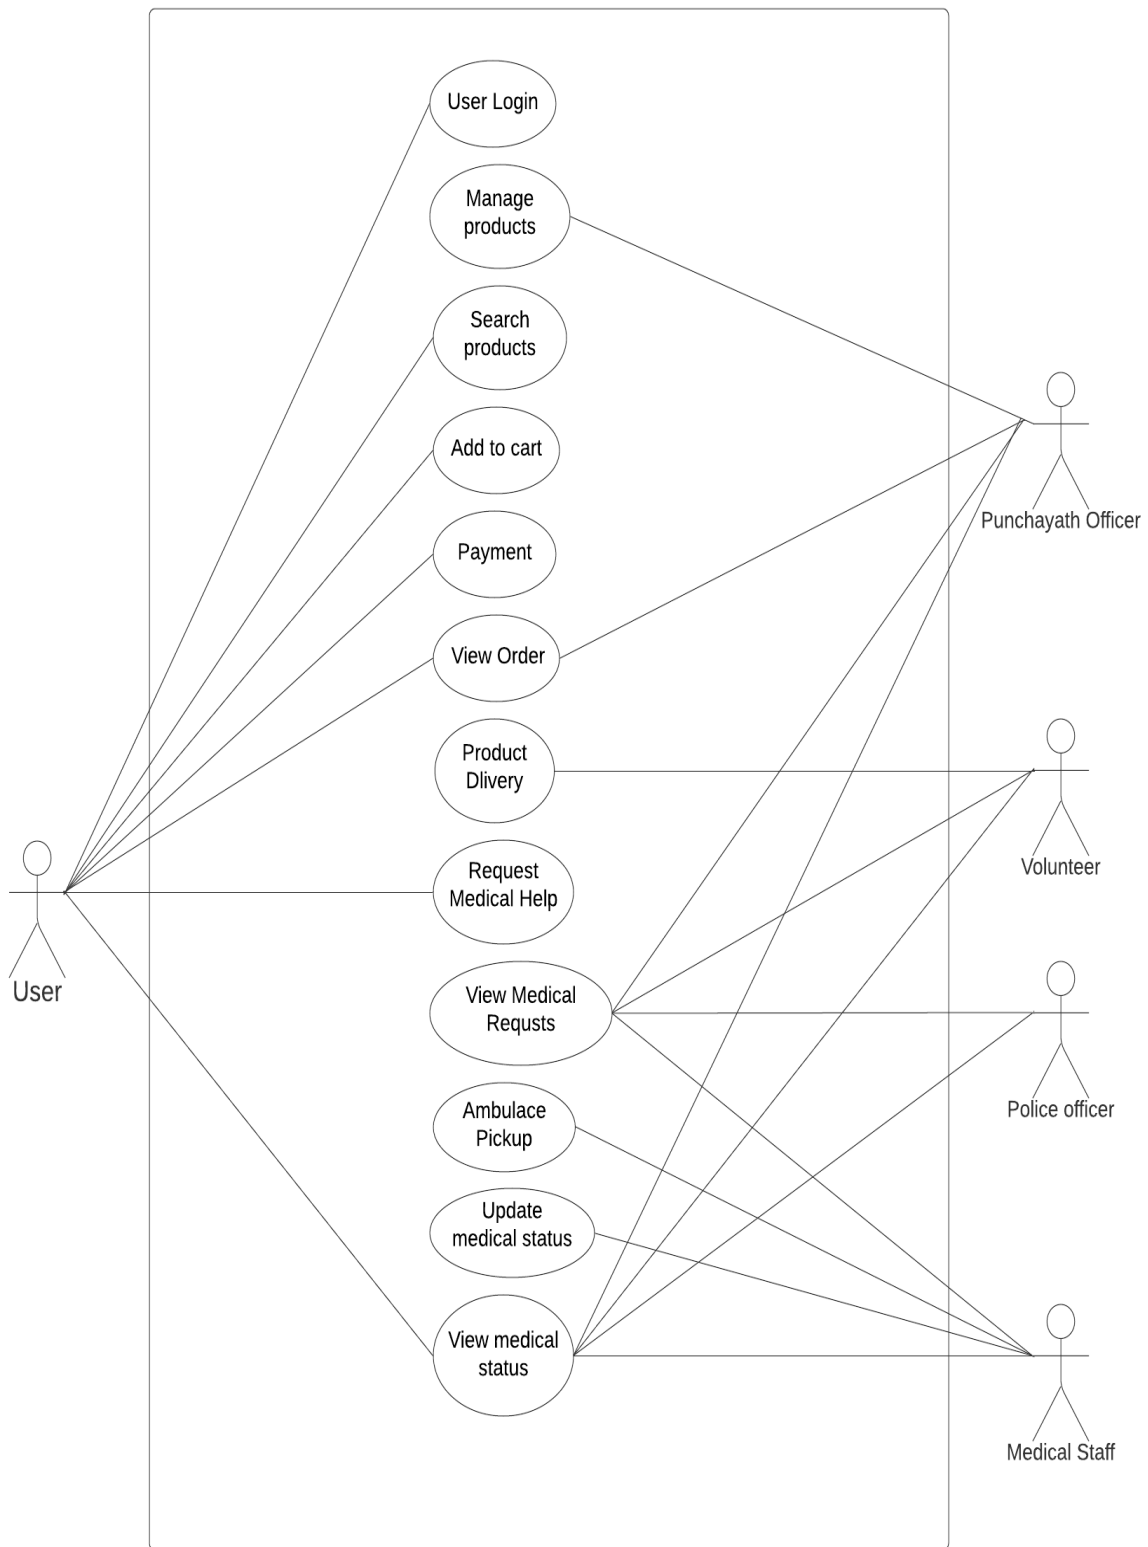 User Login
Manage
products
Search
products
Add to cart
Payment
View Order
Product
Dlivery
Request
Medical Help
View Medical
Requsts
Ambulace
Pickup
Update
medical status
View medical
status
User
Punchayath Officer
Volunteer
Police officer
Medical Staff